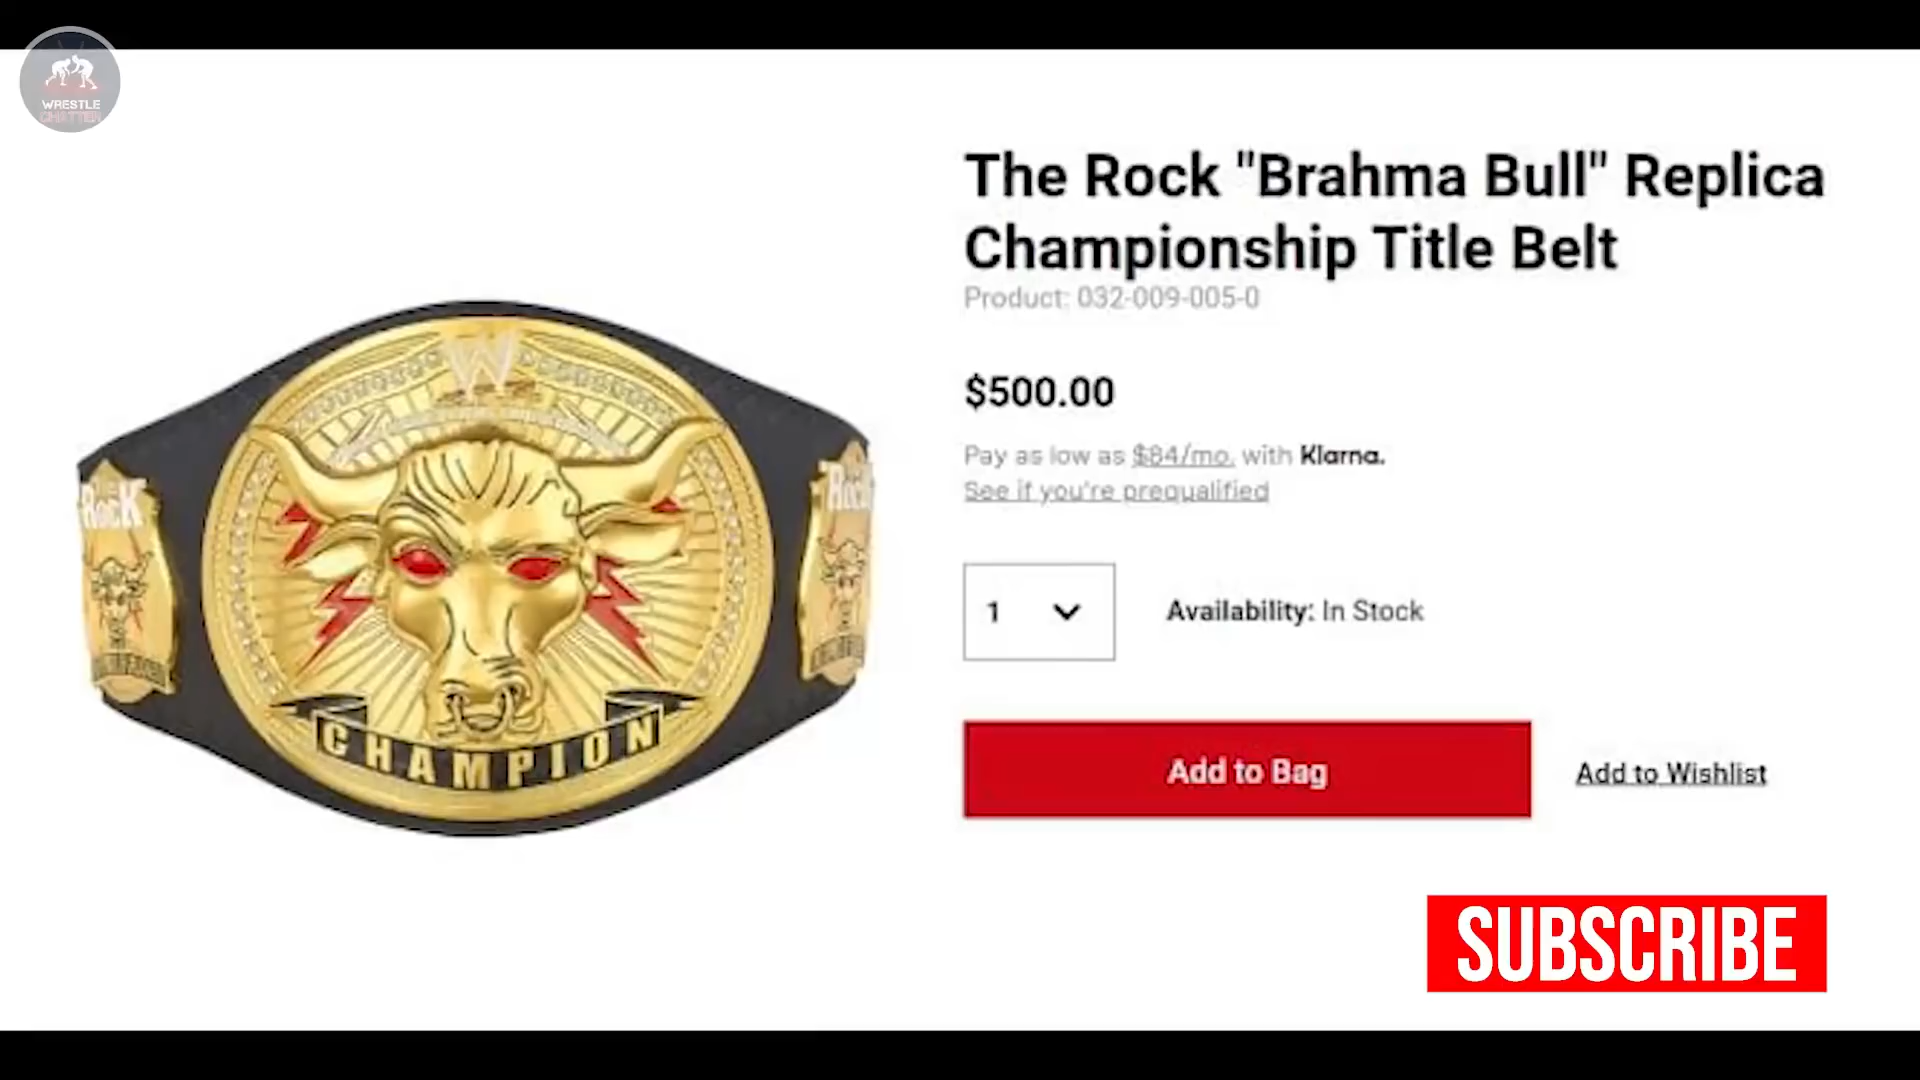 WRESTLE
CHATTER
The Rock "Brahma Bull" Replica
Championship Title Belt
Product: 032-009-005-0
$500.00
Pay as low as $84/mo. with Klarna.
See if you're prequalified
1
Availability: In Stock
Add to Bag
Add to Wishlist
W
Rock
CHAMPION
SUBSCRIBE